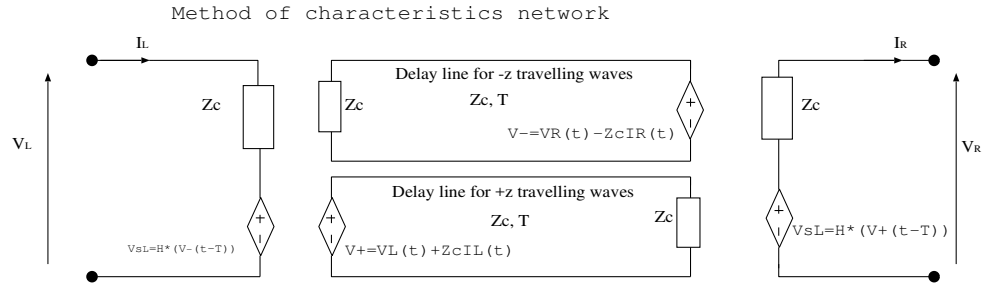 Method of characteristics network
IL
IR
Delay line for -z travelling waves
Zc
Zc
Zc, T
Zc
V-=VR(t)-ZcIR(t)
VL
VR
Delay line for +z travelling waves
Zc, T
Zc
VsL=H*(V-(t-T))
V+=VL(t)+ZcIL(t)
VsL=H*(V+(t-T))